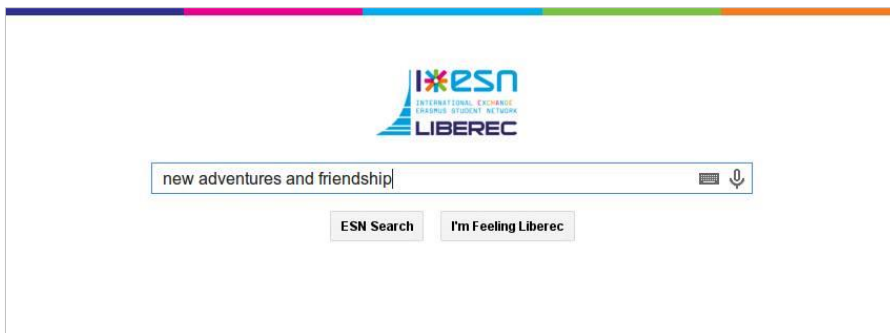 I*esn
INTERNATIONAL EXCHANGE
ERASMUS STUDENT NETWORK
LIBEREC
new adventures and friendship
ESN Search
I'm Feeling Liberec